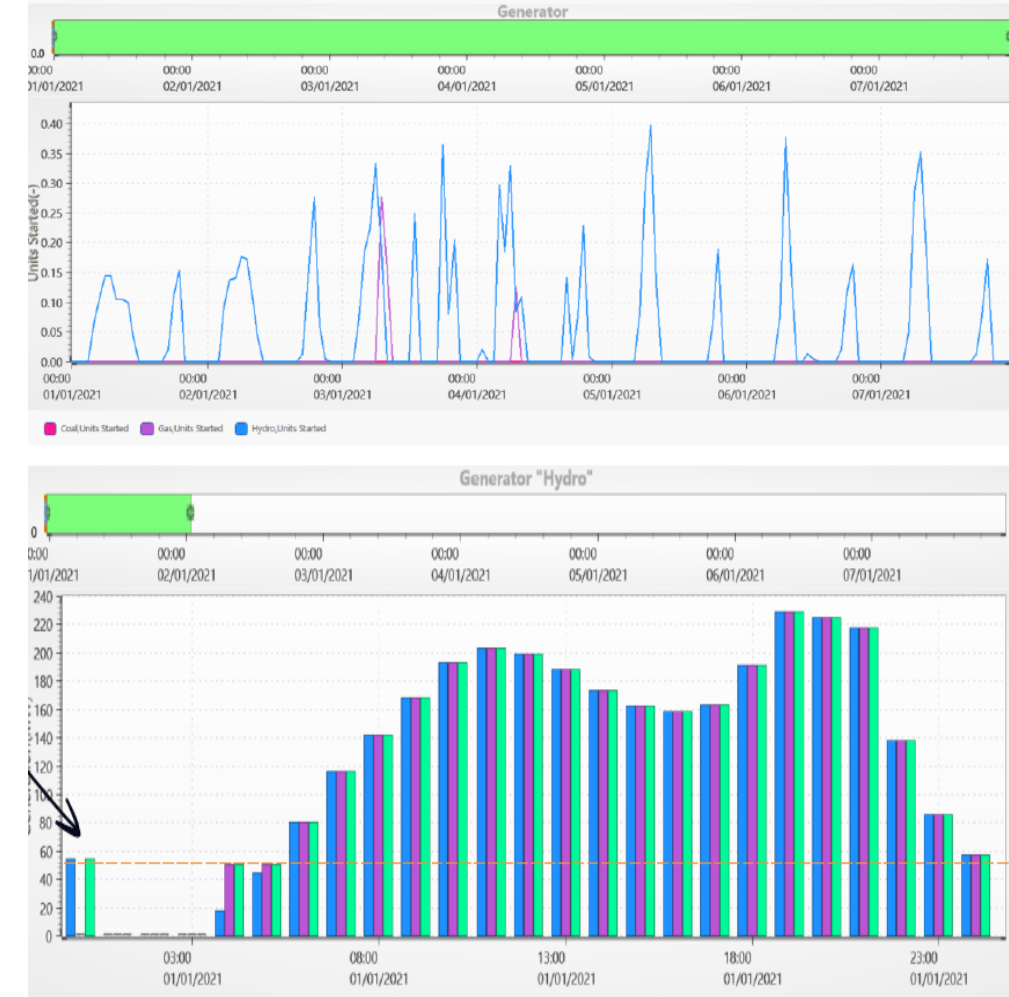 Generator
0.0
00:00 00:00 00:00 00:00 00:00 00:00 00:00
01/01/2021 02/01/2021 03/01/2021 04/01/2021 05/01/2021 06/01/2021 07/01/2021
Units Started(-)
0.40
0.35
0.30
0.25
0.20
0.15
0.10
0.05
0.00
00:00 00:00 00:00 00:00 00:00 00:00 00:00
01/01/2021 02/01/2021 03/01/2021 04/01/2021 05/01/2021 06/01/2021 07/01/2021
Coal,Units Started Gas,Units Started Hydro,Units Started
Generator "Hydro"
0
0:00 00:00 00:00 00:00 00:00 00:00 00:00
1/01/2021 02/01/2021 03/01/2021 04/01/2021 05/01/2021 06/01/2021 07/01/2021
240
220
200
180
160
140
120
100
80
60
40
20
0
03:00 08:00 13:00 18:00 23:00
01/01/2021 01/01/2021 01/01/2021 01/01/2021 01/01/2021